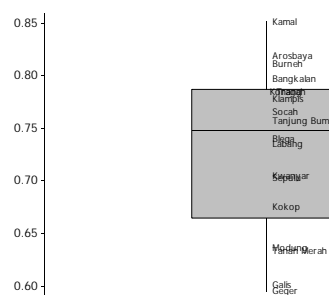 0.85
Kamal
Arosbaya
Burneh
0.80
Bangkalan
Klampis
Socah
0.75
Tanjung Bum
Blega
Labang
0.70
Kwanyar
Sepulu
Kokop
0.65
Modung
Tanah Merah
0.60
Galis
Geger